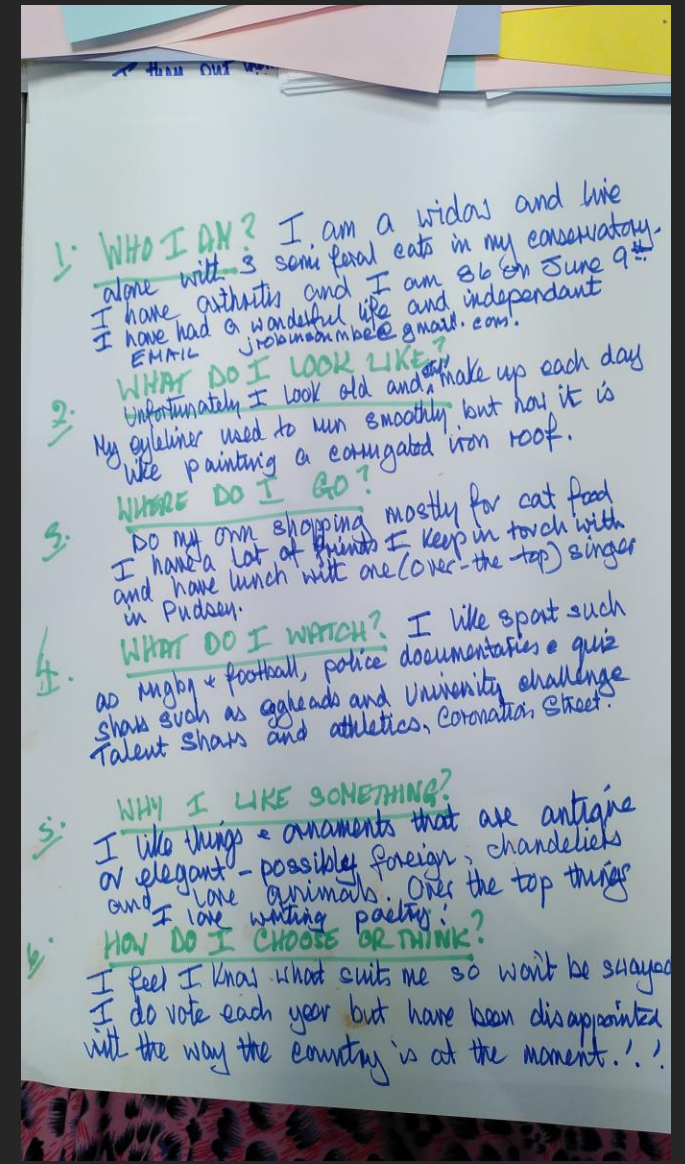 I than out
1. WHO I AM? I am a widow and live
alone with 3 semi feral cats in my conservatory.
I have arthritis and I am 86 on June 9th
I have had a wonderful life and independant
EMAIL jrobinsonmbe@gmail.com.
2. WHAT DO I LOOK LIKE?
Unfortunately I look old and still make up each day
My eyleliner used to run smoothly but now it is
like painting a corrugated iron roof.
3. WHERE DO I GO?
Do my own shopping mostly for cat food
I have a lot of friends I keep in touch with
and have lunch with one (over-the-top) singer
in Pudsey.
4. WHAT DO I WATCH? I like sport such
as rugby + football, police documentaries e quiz
shows such as eggheads and University challenge
Talent Shows and athletics, Coronation Street.
5. WHY I LIKE SOMETHING?
I like things e ornaments that are antique
or elegant - possibley foreign, chandeliers
and love animals. Over the top things
I love writing poetry!
6 HOW DO I CHOOSE OR THINK?
I feel I know what suits me so won't be swayed
I do vote each year but have been disappointed
with the way the country is at the moment.!.!